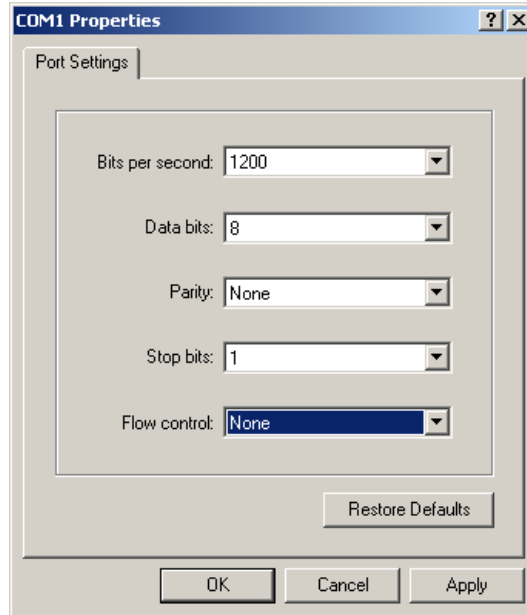 COM1 Properties
Port Settings
Bits per second: 1200
Data bits: 8
Parity: None
Stop bits: 1
Flow control: None
Restore Defaults
OK Cancel Apply